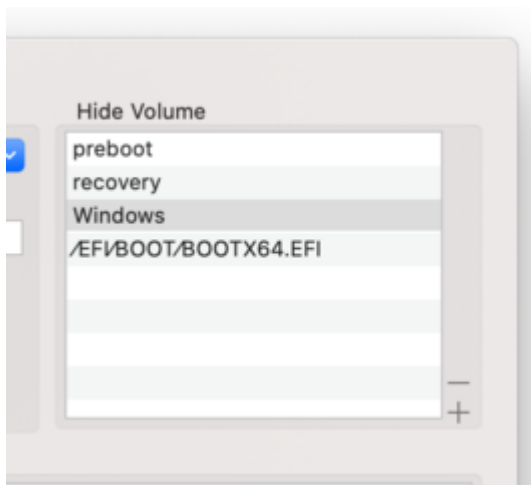 Hide Volume
preboot
recovery
Windows
/EFI/BOOT/BOOTX64.EFI